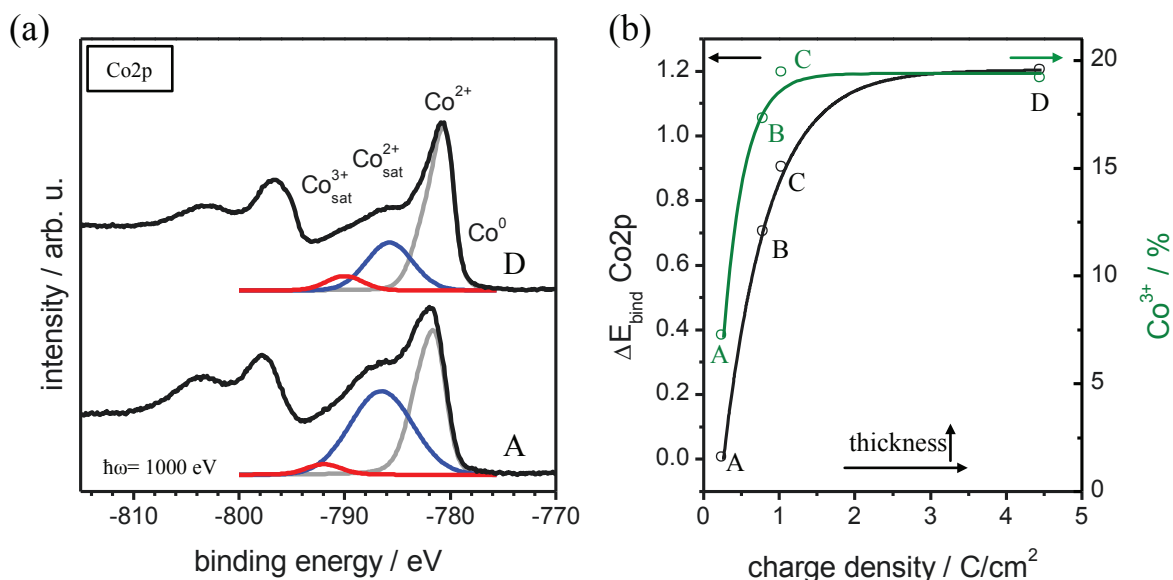 (a)
Co2p
Co²⁺
Co²⁺sat
Co³⁺sat
Co⁰
D
A
ħω= 1000 eV
intensity / arb. u.
-810 -800 -790 -780 -770
binding energy / eV
(b)
1.2
1.0
0.8
0.6
0.4
0.2
0.0
ΔEbind Co2p
20
15
10
5
0
Co³⁺ / %
C
B
A
D
C
B
A
thickness
0 1 2 3 4 5
charge density / C/cm²